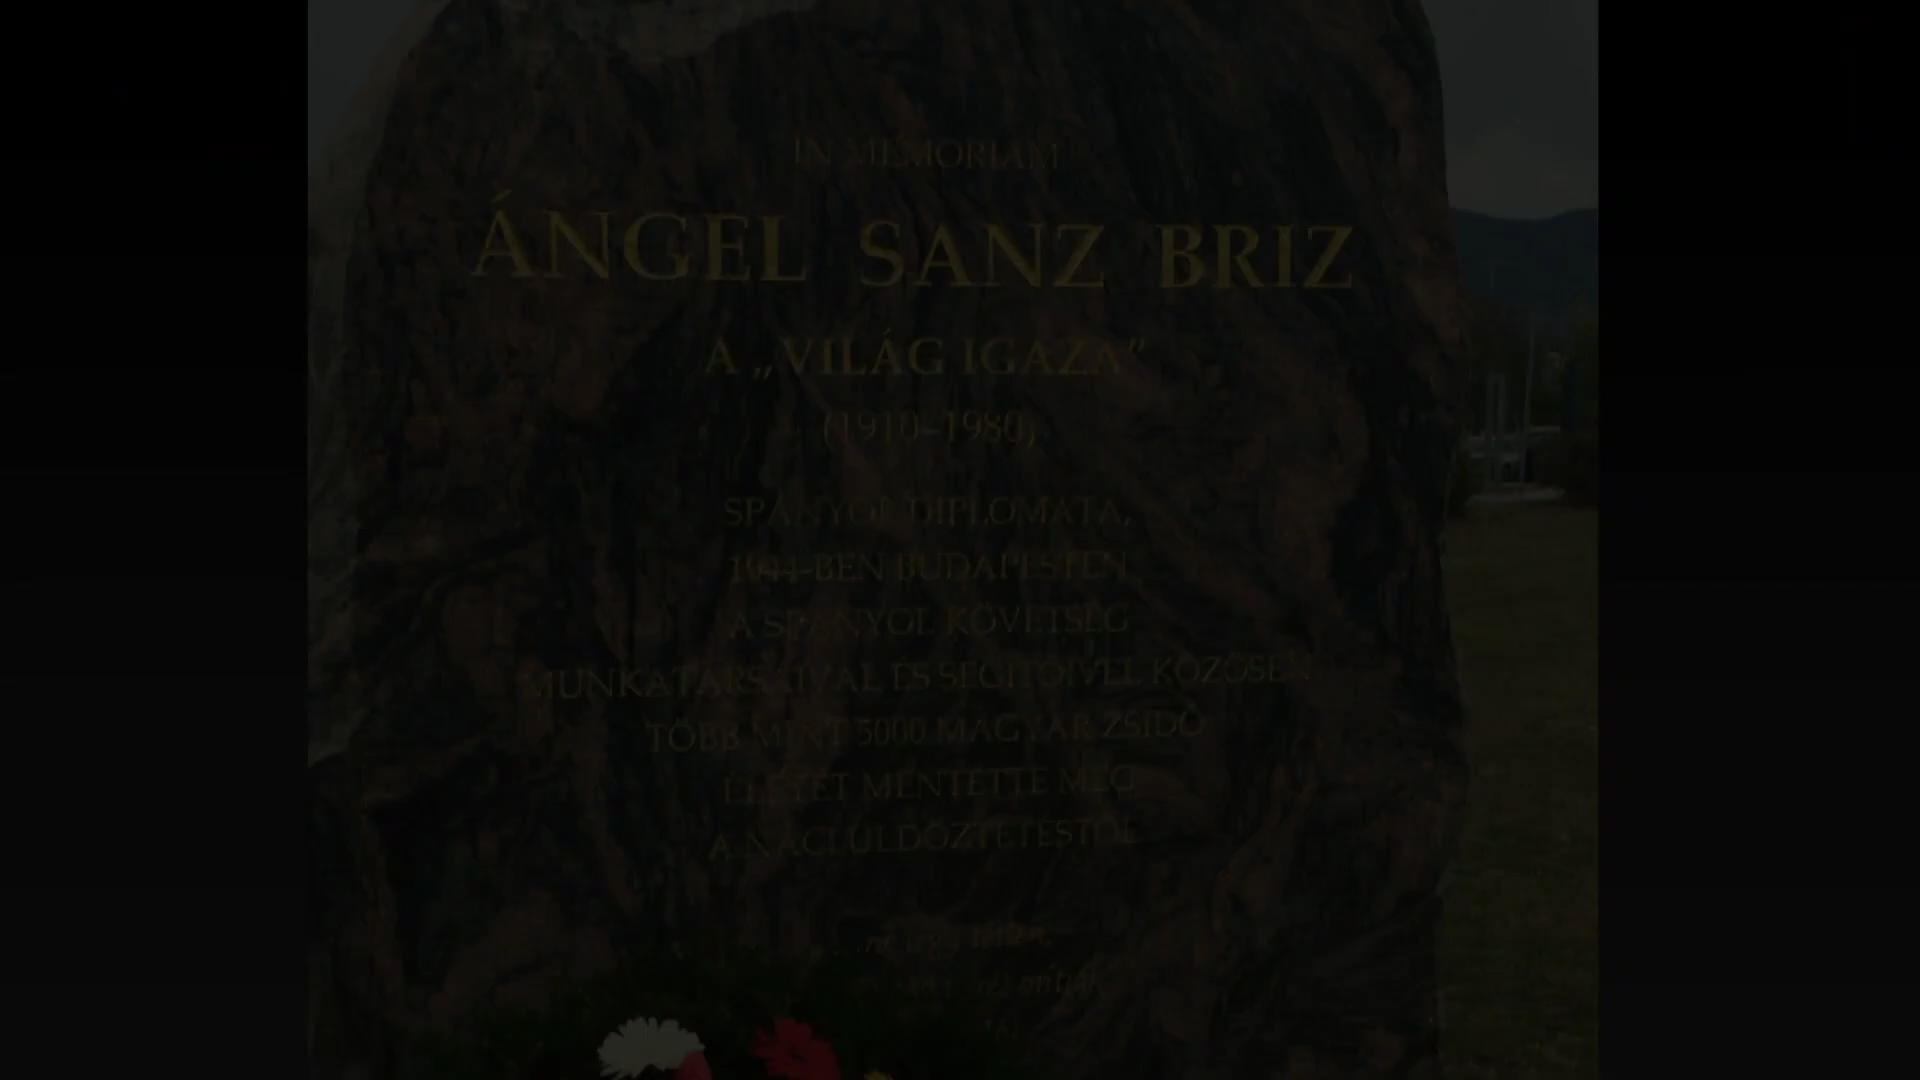 IN MEMORIAM
ÁNGEL SANZ BRIZ
A „VILÁG IGAZA”
(1910–1980)
SPANYOL DIPLOMATA,
1944-BEN BUDAPESTEN
A SPANYOL KÖVETSÉG
MUNKATÁRSAIVAL ÉS SEGÍTŐIVEL KÖZÖSEN
TÖBB MINT 5000 MAGYAR ZSIDÓ
ÉLETÉT MENTETTE MEG
A NÁCI ÜLDÖZTETÉSTŐL